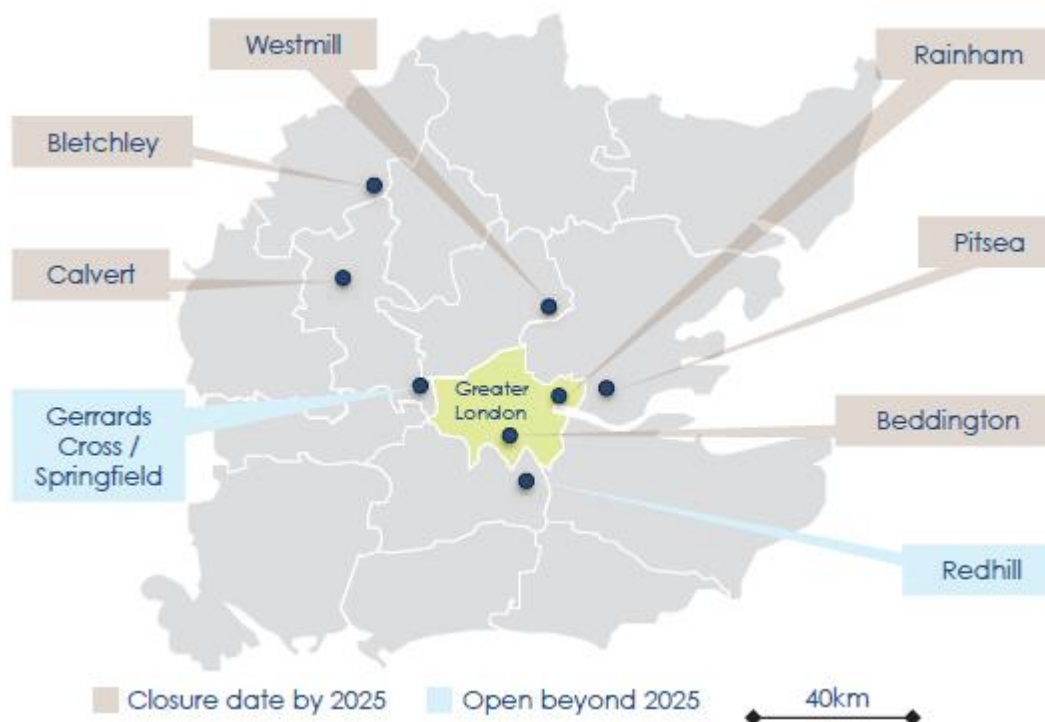 Westmill
Rainham
Bletchley
Pitsea
Calvert
Greater
London
Gerrards
Cross /
Springfield
Beddington
Redhill
Closure date by 2025
Open beyond 2025
40km